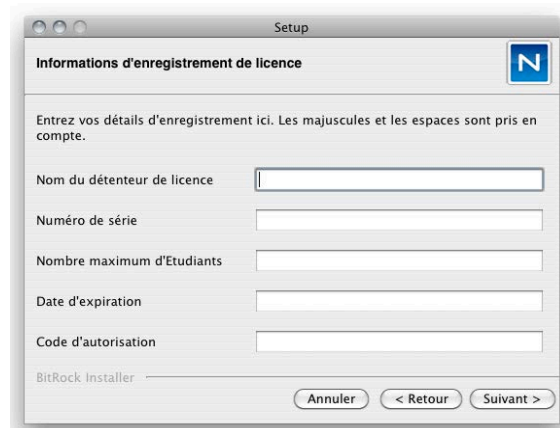 Setup
Informations d'enregistrement de licence
N
Entrez vos détails d'enregistrement ici. Les majuscules et les espaces sont pris en
compte.
Nom du détenteur de licence
Numéro de série
Nombre maximum d'Etudiants
Date d'expiration
Code d'autorisation
BitRock Installer
Annuler < Retour Suivant >